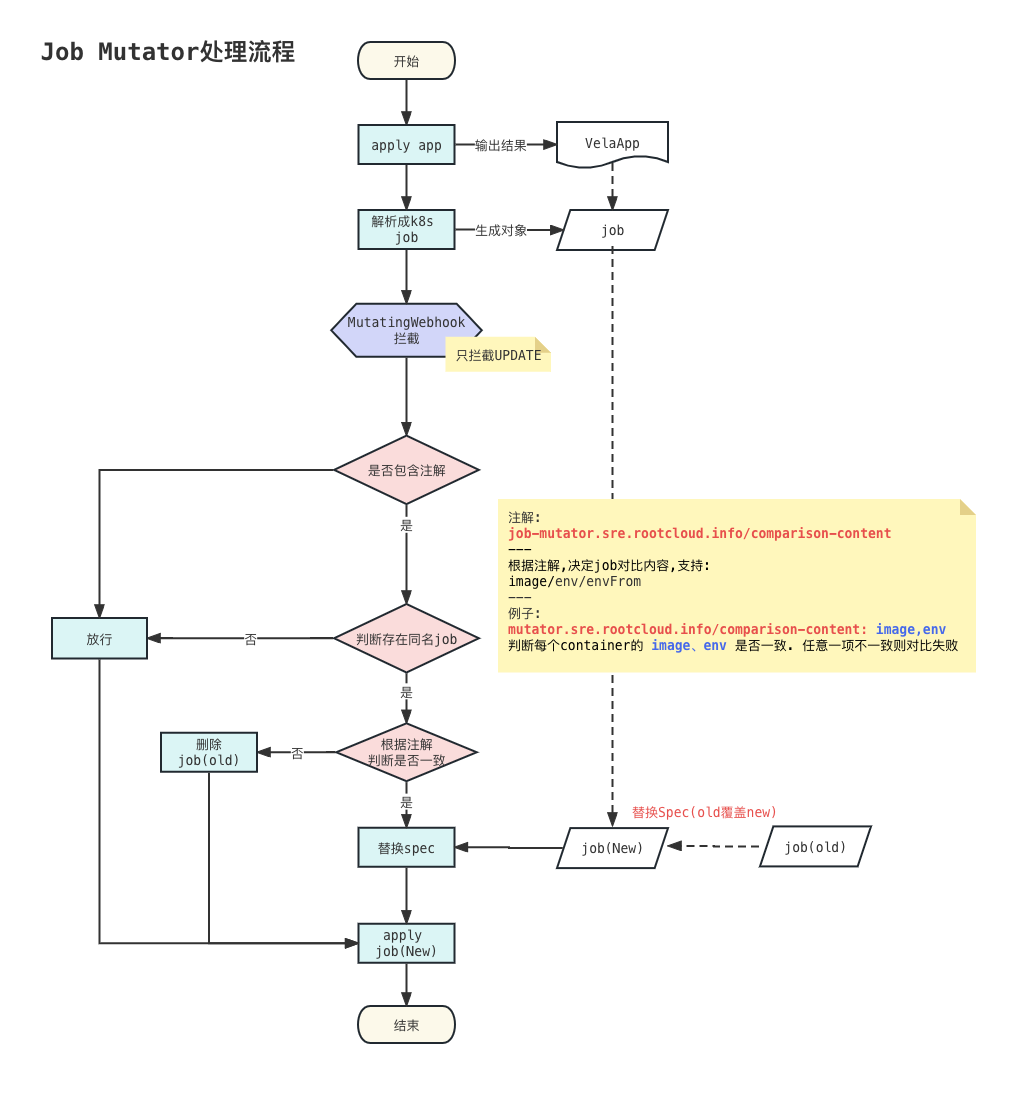 Job Mutator处理流程
开始
apply app
输出结果
VelaApp
解析成k8s
job
生成对象
job
MutatingWebhook
拦截
只拦截UPDATE
是否包含注解
是
注解:
job-mutator.sre.rootcloud.info/comparison-content
---
根据注解,决定job对比内容,支持:
image/env/envFrom
---
例子:
mutator.sre.rootcloud.info/comparison-content: image,env
判断每个container的 image、env 是否一致. 任意一项不一致则对比失败
放行
否
判断存在同名job
是
删除
job(old)
否
根据注解
判断是否一致
是
替换Spec(old覆盖new)
替换spec
job(New)
job(old)
apply
job(New)
结束